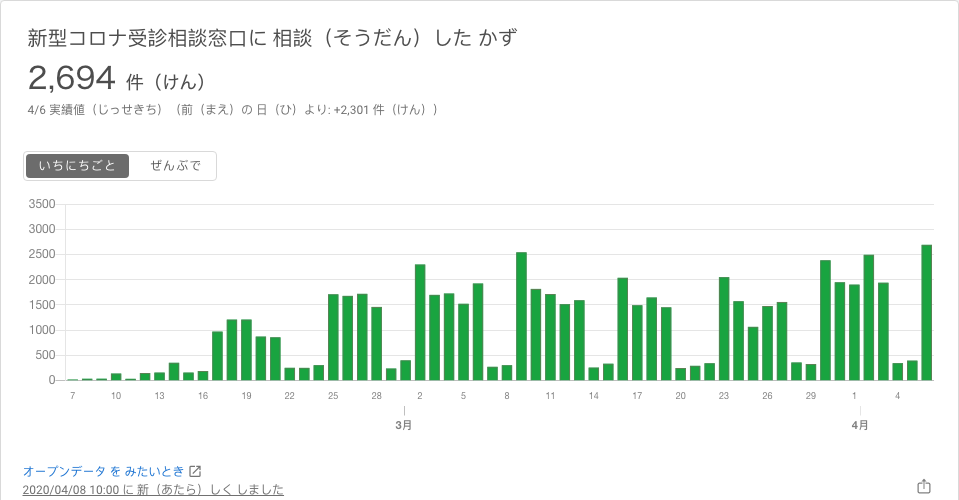 新型コロナ受診相談窓口に 相談（そうだん）した かず
2,694 件（けん）
4/6 実績値（じっせきち）（前（まえ）の 日（ひ）より: +2,301 件（けん））
いちにちごと ぜんぶで
3500
3000
2500
2000
1500
1000
500
0
7 10 13 16 19 22 25 28 2 5 8 11 14 17 20 23 26 29 1 4
3月 4月
オープンデータ を みたいとき
2020/04/08 10:00 に 新（あたら）しく しました